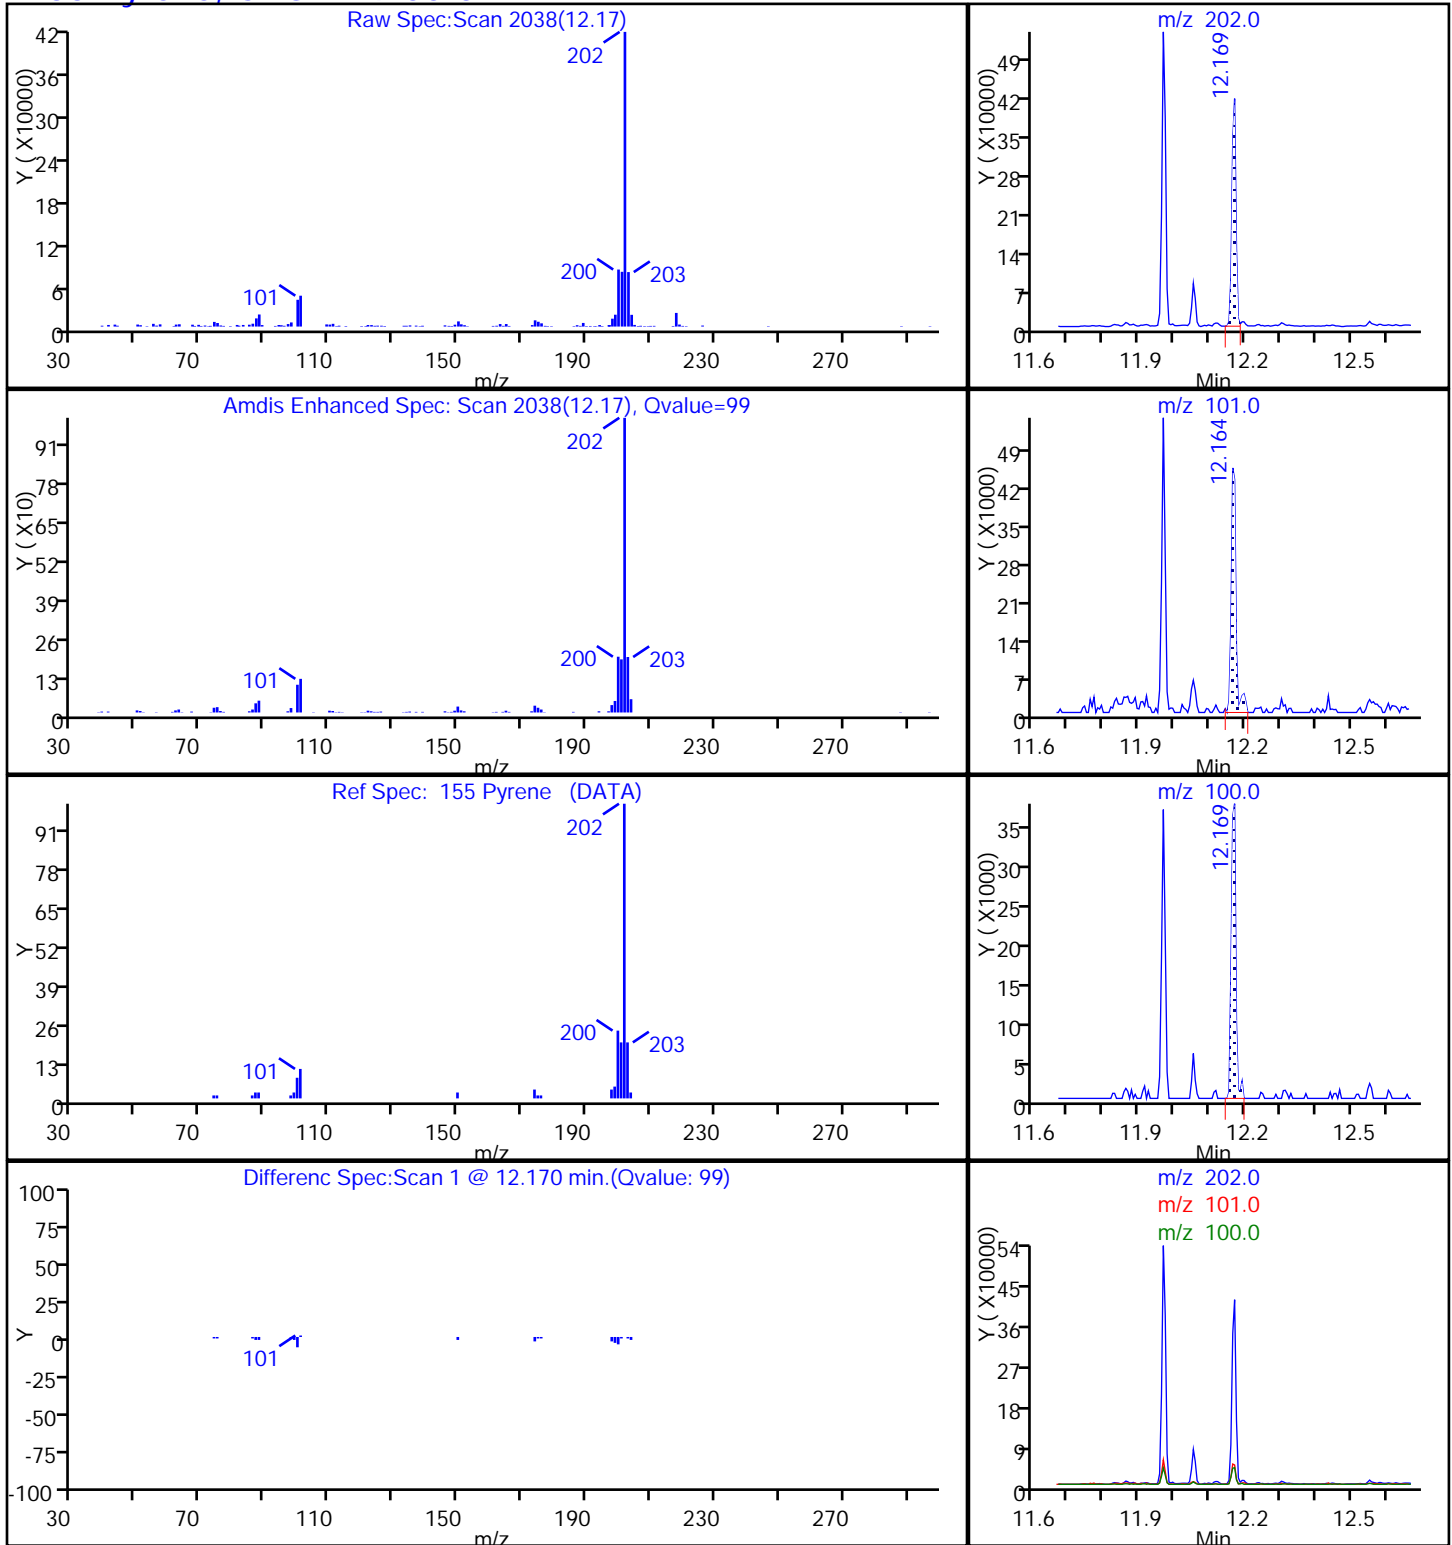 Raw Spec:Scan 2038(12.17)
Y ( X10000)
42
36
30
24
18
12
6
0
202
200
203
101
30 70 110 150 190 230 270
m/z
m/z 202.0
Y ( X10000)
49
42
35
28
21
14
7
0
12.169
11.6 11.9 12.2 12.5
Min
Amdis Enhanced Spec: Scan 2038(12.17), Qvalue=99
Y ( X10)
91
78
65
52
39
26
13
0
202
200
203
101
30 70 110 150 190 230 270
m/z
m/z 101.0
Y ( X1000)
49
42
35
28
21
14
7
0
12.164
11.6 11.9 12.2 12.5
Min
Ref Spec: 155 Pyrene (DATA)
Y
91
78
65
52
39
26
13
0
202
200
203
101
30 70 110 150 190 230 270
m/z
m/z 100.0
Y ( X1000)
35
30
25
20
15
10
5
0
12.169
11.6 11.9 12.2 12.5
Min
Differenc Spec:Scan 1 @ 12.170 min.(Qvalue: 99)
Y
100
75
50
25
0
-25
-50
-75
-100
101
30 70 110 150 190 230 270
m/z
m/z 202.0
m/z 101.0
m/z 100.0
Y ( X10000)
54
45
36
27
18
9
0
11.6 11.9 12.2 12.5
Min